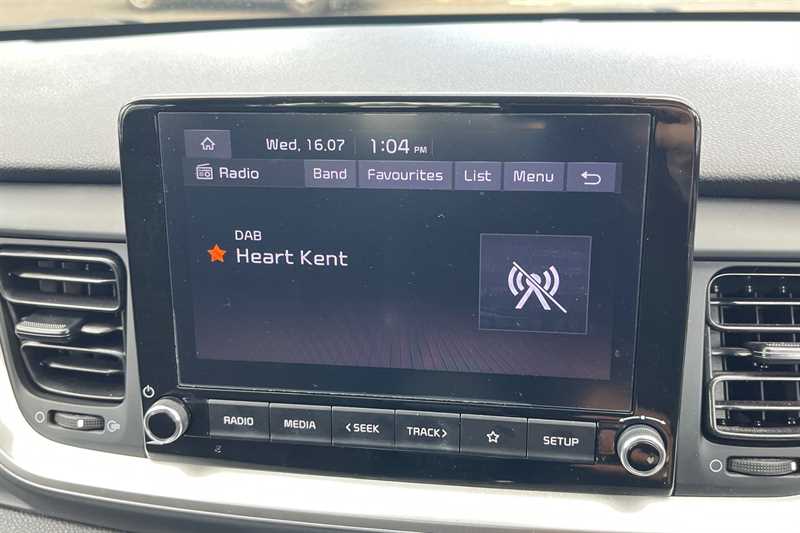 Wed, 16.07 1:04 PM
Radio Band Favourites List Menu
DAB
Heart Kent
RADIO MEDIA <SEEK TRACK> SETUP